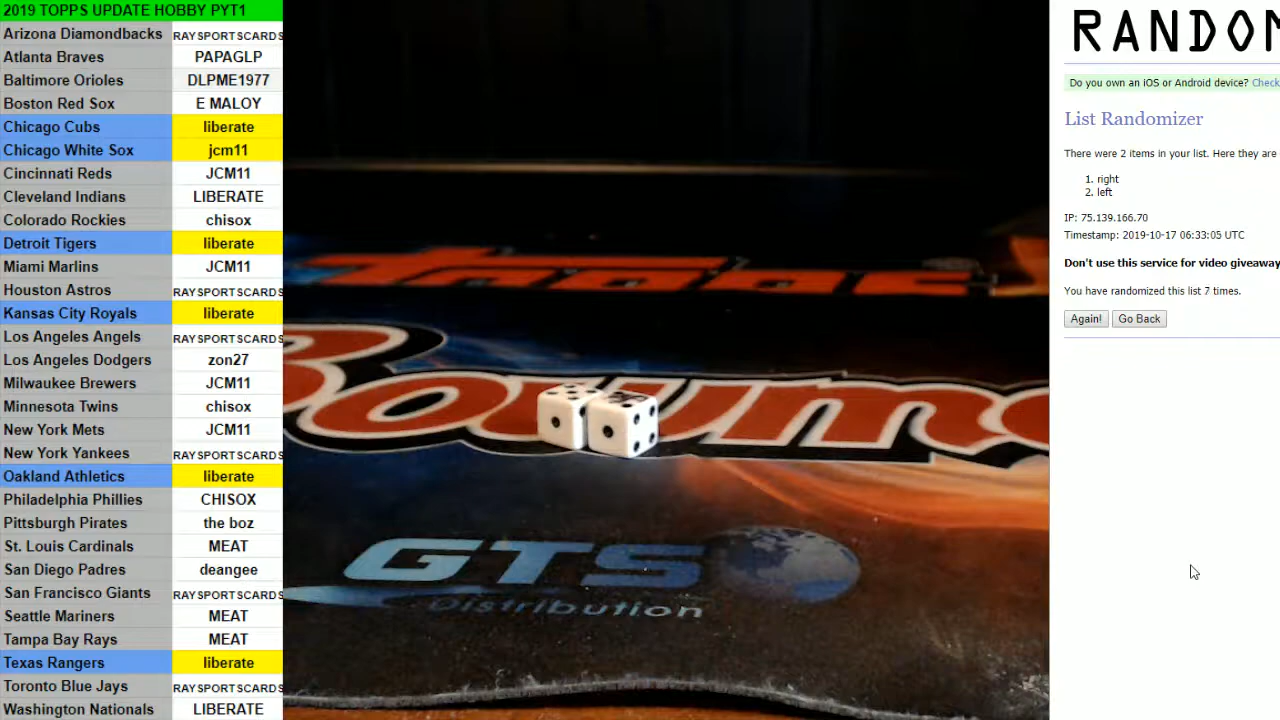 2019 TOPPS UPDATE HOBBY PYT1
Arizona Diamondbacks RAYSPORTSCARDS
Atlanta Braves PAPAGLP
Baltimore Orioles DLPME1977
Boston Red Sox E MALOY
Chicago Cubs liberate
Chicago White Sox jcm11
Cincinnati Reds JCM11
Cleveland Indians LIBERATE
Colorado Rockies chisox
Detroit Tigers liberate
Miami Marlins JCM11
Houston Astros RAYSPORTSCARDS
Kansas City Royals liberate
Los Angeles Angels RAYSPORTSCARDS
Los Angeles Dodgers zon27
Milwaukee Brewers JCM11
Minnesota Twins chisox
New York Mets JCM11
New York Yankees RAYSPORTSCARDS
Oakland Athletics liberate
Philadelphia Phillies CHISOX
Pittsburgh Pirates the boz
St. Louis Cardinals MEAT
San Diego Padres deangee
San Francisco Giants RAYSPORTSCARDS
Seattle Mariners MEAT
Tampa Bay Rays MEAT
Texas Rangers liberate
Toronto Blue Jays RAYSPORTSCARDS
Washington Nationals LIBERATE
GTS
Distribution
RANDO
Do you own an iOS or Android device? Check
List Randomizer
There were 2 items in your list. Here they are
1. right
2. left
IP: 75.139.166.70
Timestamp: 2019-10-17 06:33:05 UTC
Don't use this service for video giveaway
You have randomized this list 7 times.
Again! Go Back